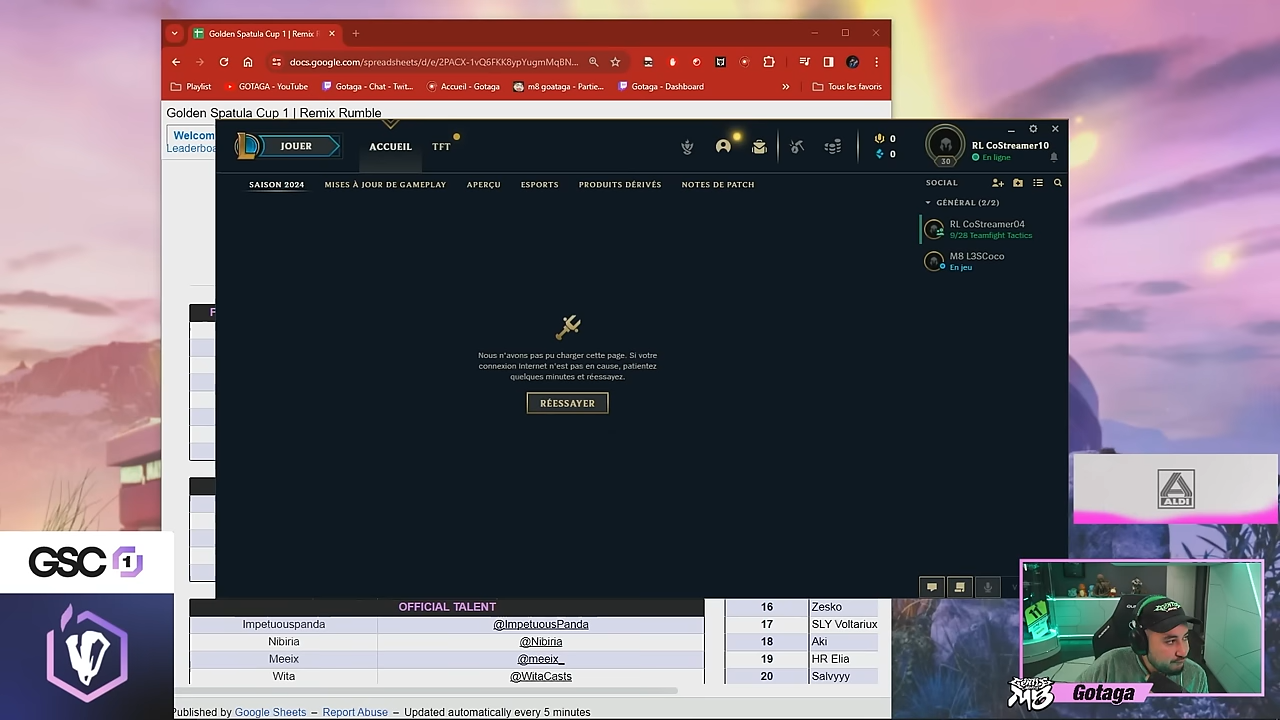 Golden Spatula Cup 1 | Remix R
docs.google.com/spreadsheets/d/e/2PACX-1vQ6FKK8ypYugmMqBN...
Playlist
GOTAGA - YouTube
Gotaga - Chat - Twit...
Accueil - Gotaga
m8 goataga - Partie...
Gotaga - Dashboard
Tous les favoris
Golden Spatula Cup 1 | Remix Rumble
Welcom
Leaderboa
JOUER
ACCUEIL
TFT
0
0
30
RL CoStreamer10
En ligne
SAISON 2024
MISES À JOUR DE GAMEPLAY
APERÇU
ESPORTS
PRODUITS DÉRIVÉS
NOTES DE PATCH
SOCIAL
GÉNÉRAL (2/2)
RL CoStreamer04
9/28 Teamfight Tactics
M8 L3SCoco
En jeu
Nous n'avons pas pu charger cette page. Si votre
connexion Internet n'est pas en cause, patientez
quelques minutes et réessayez.
RÉESSAYER
ALDI
GSC 1
OFFICIAL TALENT
Impetuouspanda @ImpetuousPanda
Nibiria @Nibiria
Meeix @meeix_
Wita @WitaCasts
16 Zesko
17 SLY Voltariux
18 Aki
19 HR Elia
20 Saivyyy
Published by Google Sheets – Report Abuse – Updated automatically every 5 minutes
GENTLE
M8
Gotaga